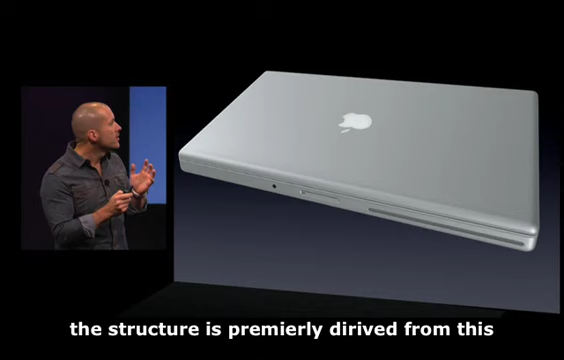 the structure is premierly dirived from this